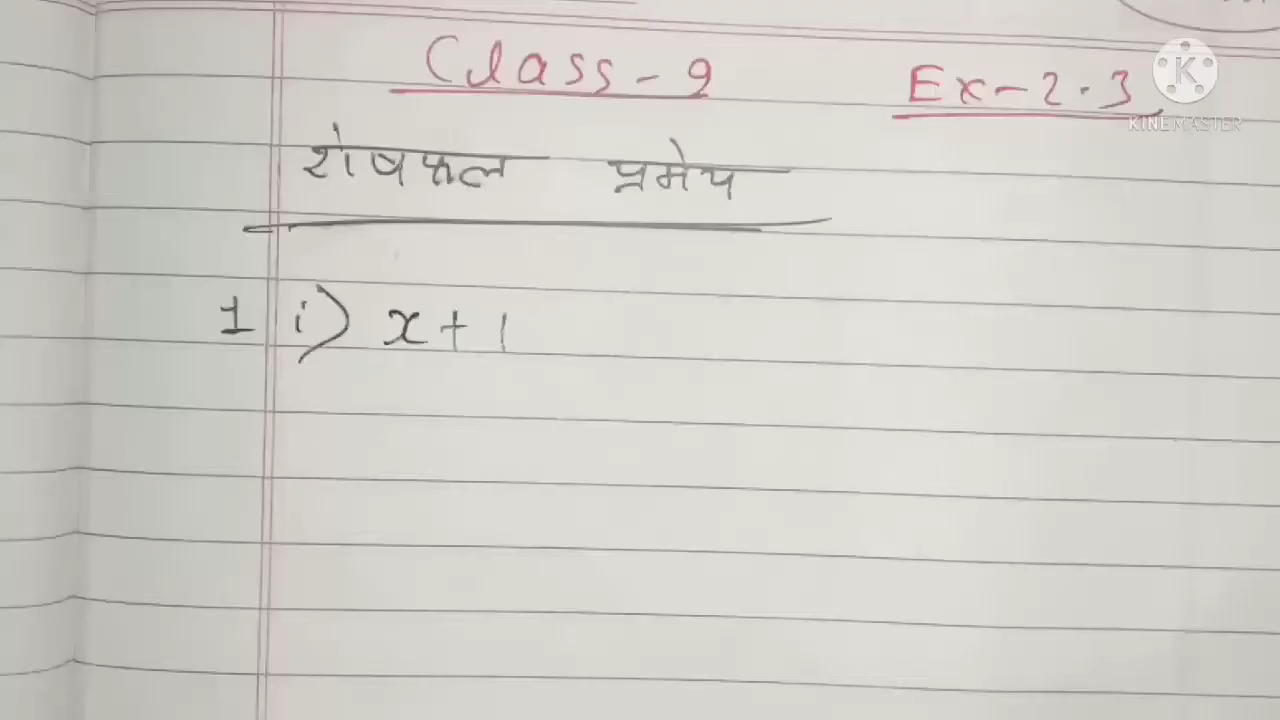 Class - 9 Ex - 2.3
KINEMASTER
शेषफल प्रमेय
1 i) x + 1